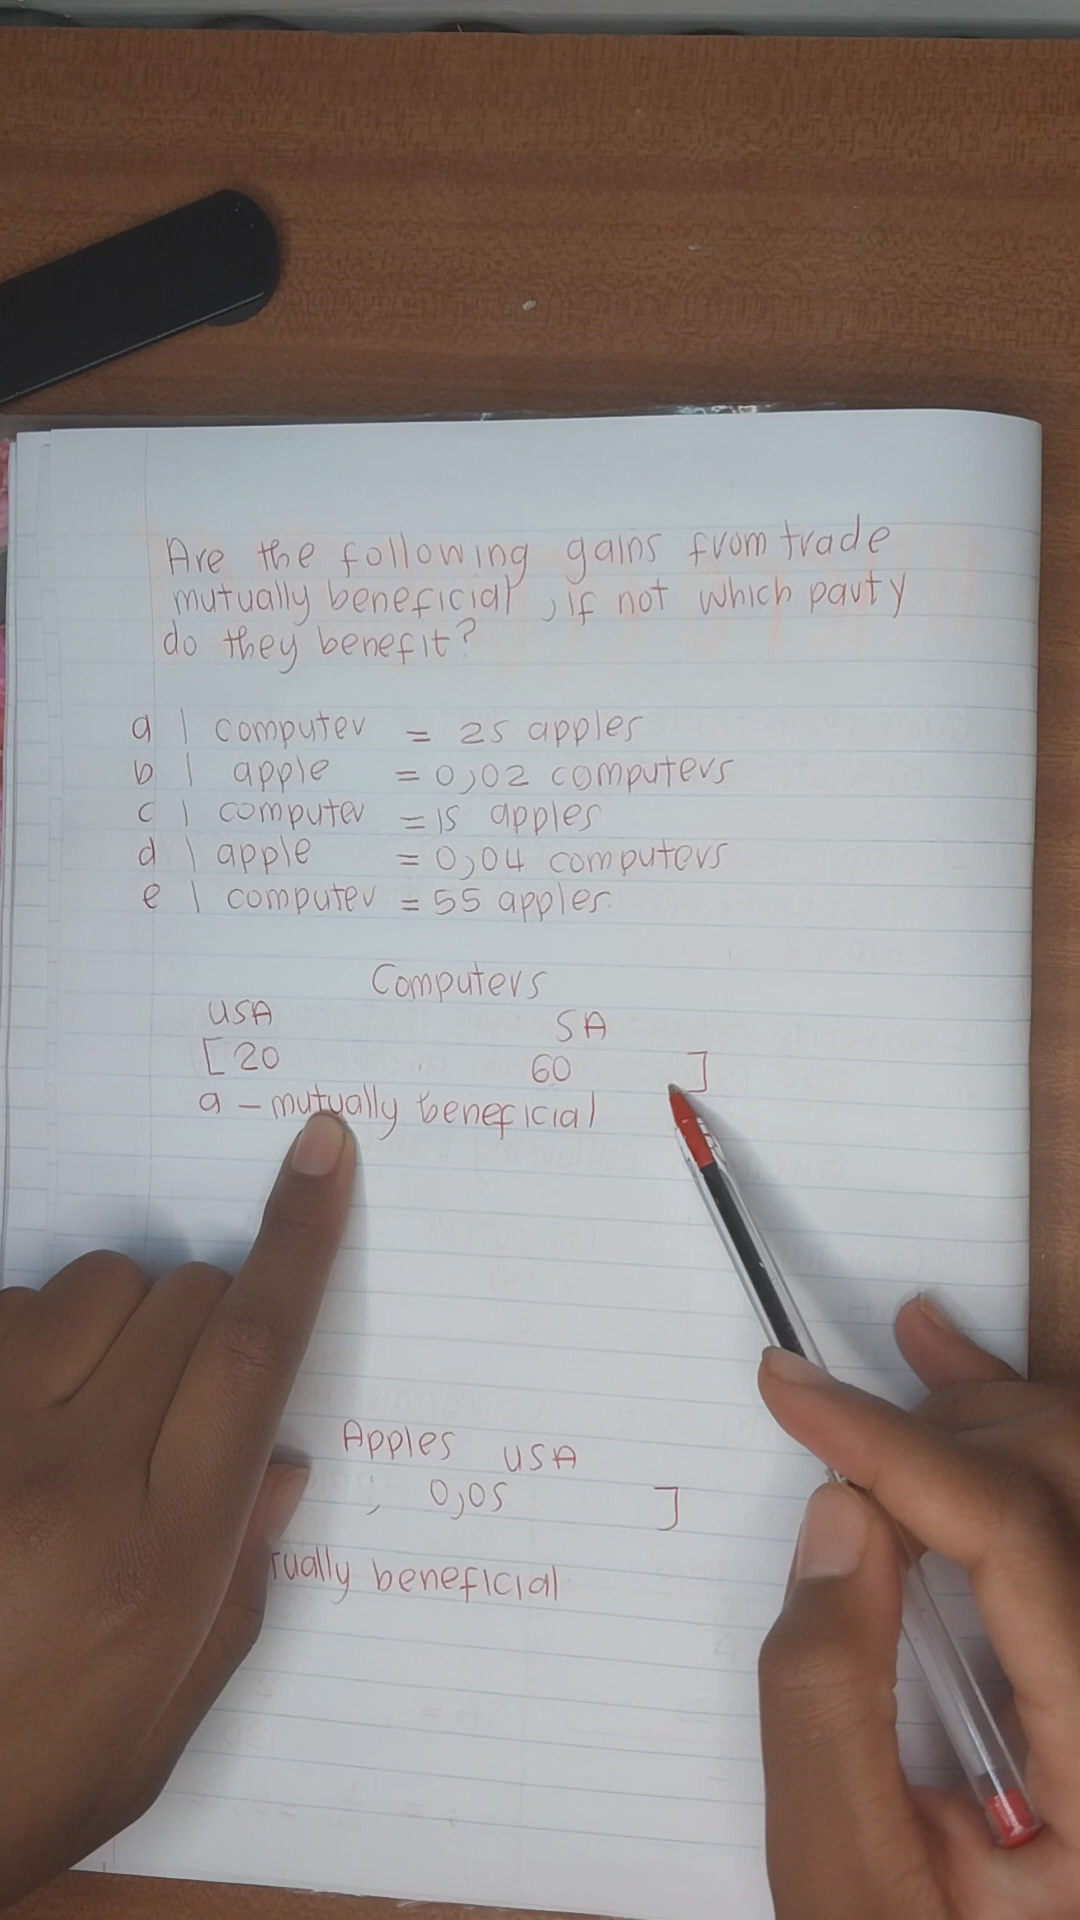 Are the following gains from trade
mutually beneficial, if not which party
do they benefit?
a 1 computer = 25 apples
b 1 apple = 0,02 computers
c 1 computer = 15 apples
d 1 apple = 0,04 computers
e 1 computer = 55 apples.
Computers
USA SA
[20 60 ]
a - mutually beneficial
Apples USA
; 0,05 ]
beneficial